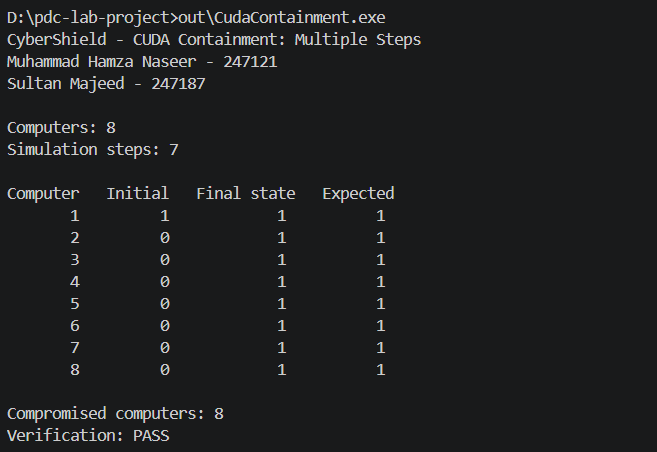 D:\pdc-lab-project>out\CudaContainment.exe
CyberShield - CUDA Containment: Multiple Steps
Muhammad Hamza Naseer - 247121
Sultan Majeed - 247187
Computers: 8
Simulation steps: 7
Computer Initial Final state Expected
1 1 1 1
2 0 1 1
3 0 1 1
4 0 1 1
5 0 1 1
6 0 1 1
7 0 1 1
8 0 1 1
Compromised computers: 8
Verification: PASS